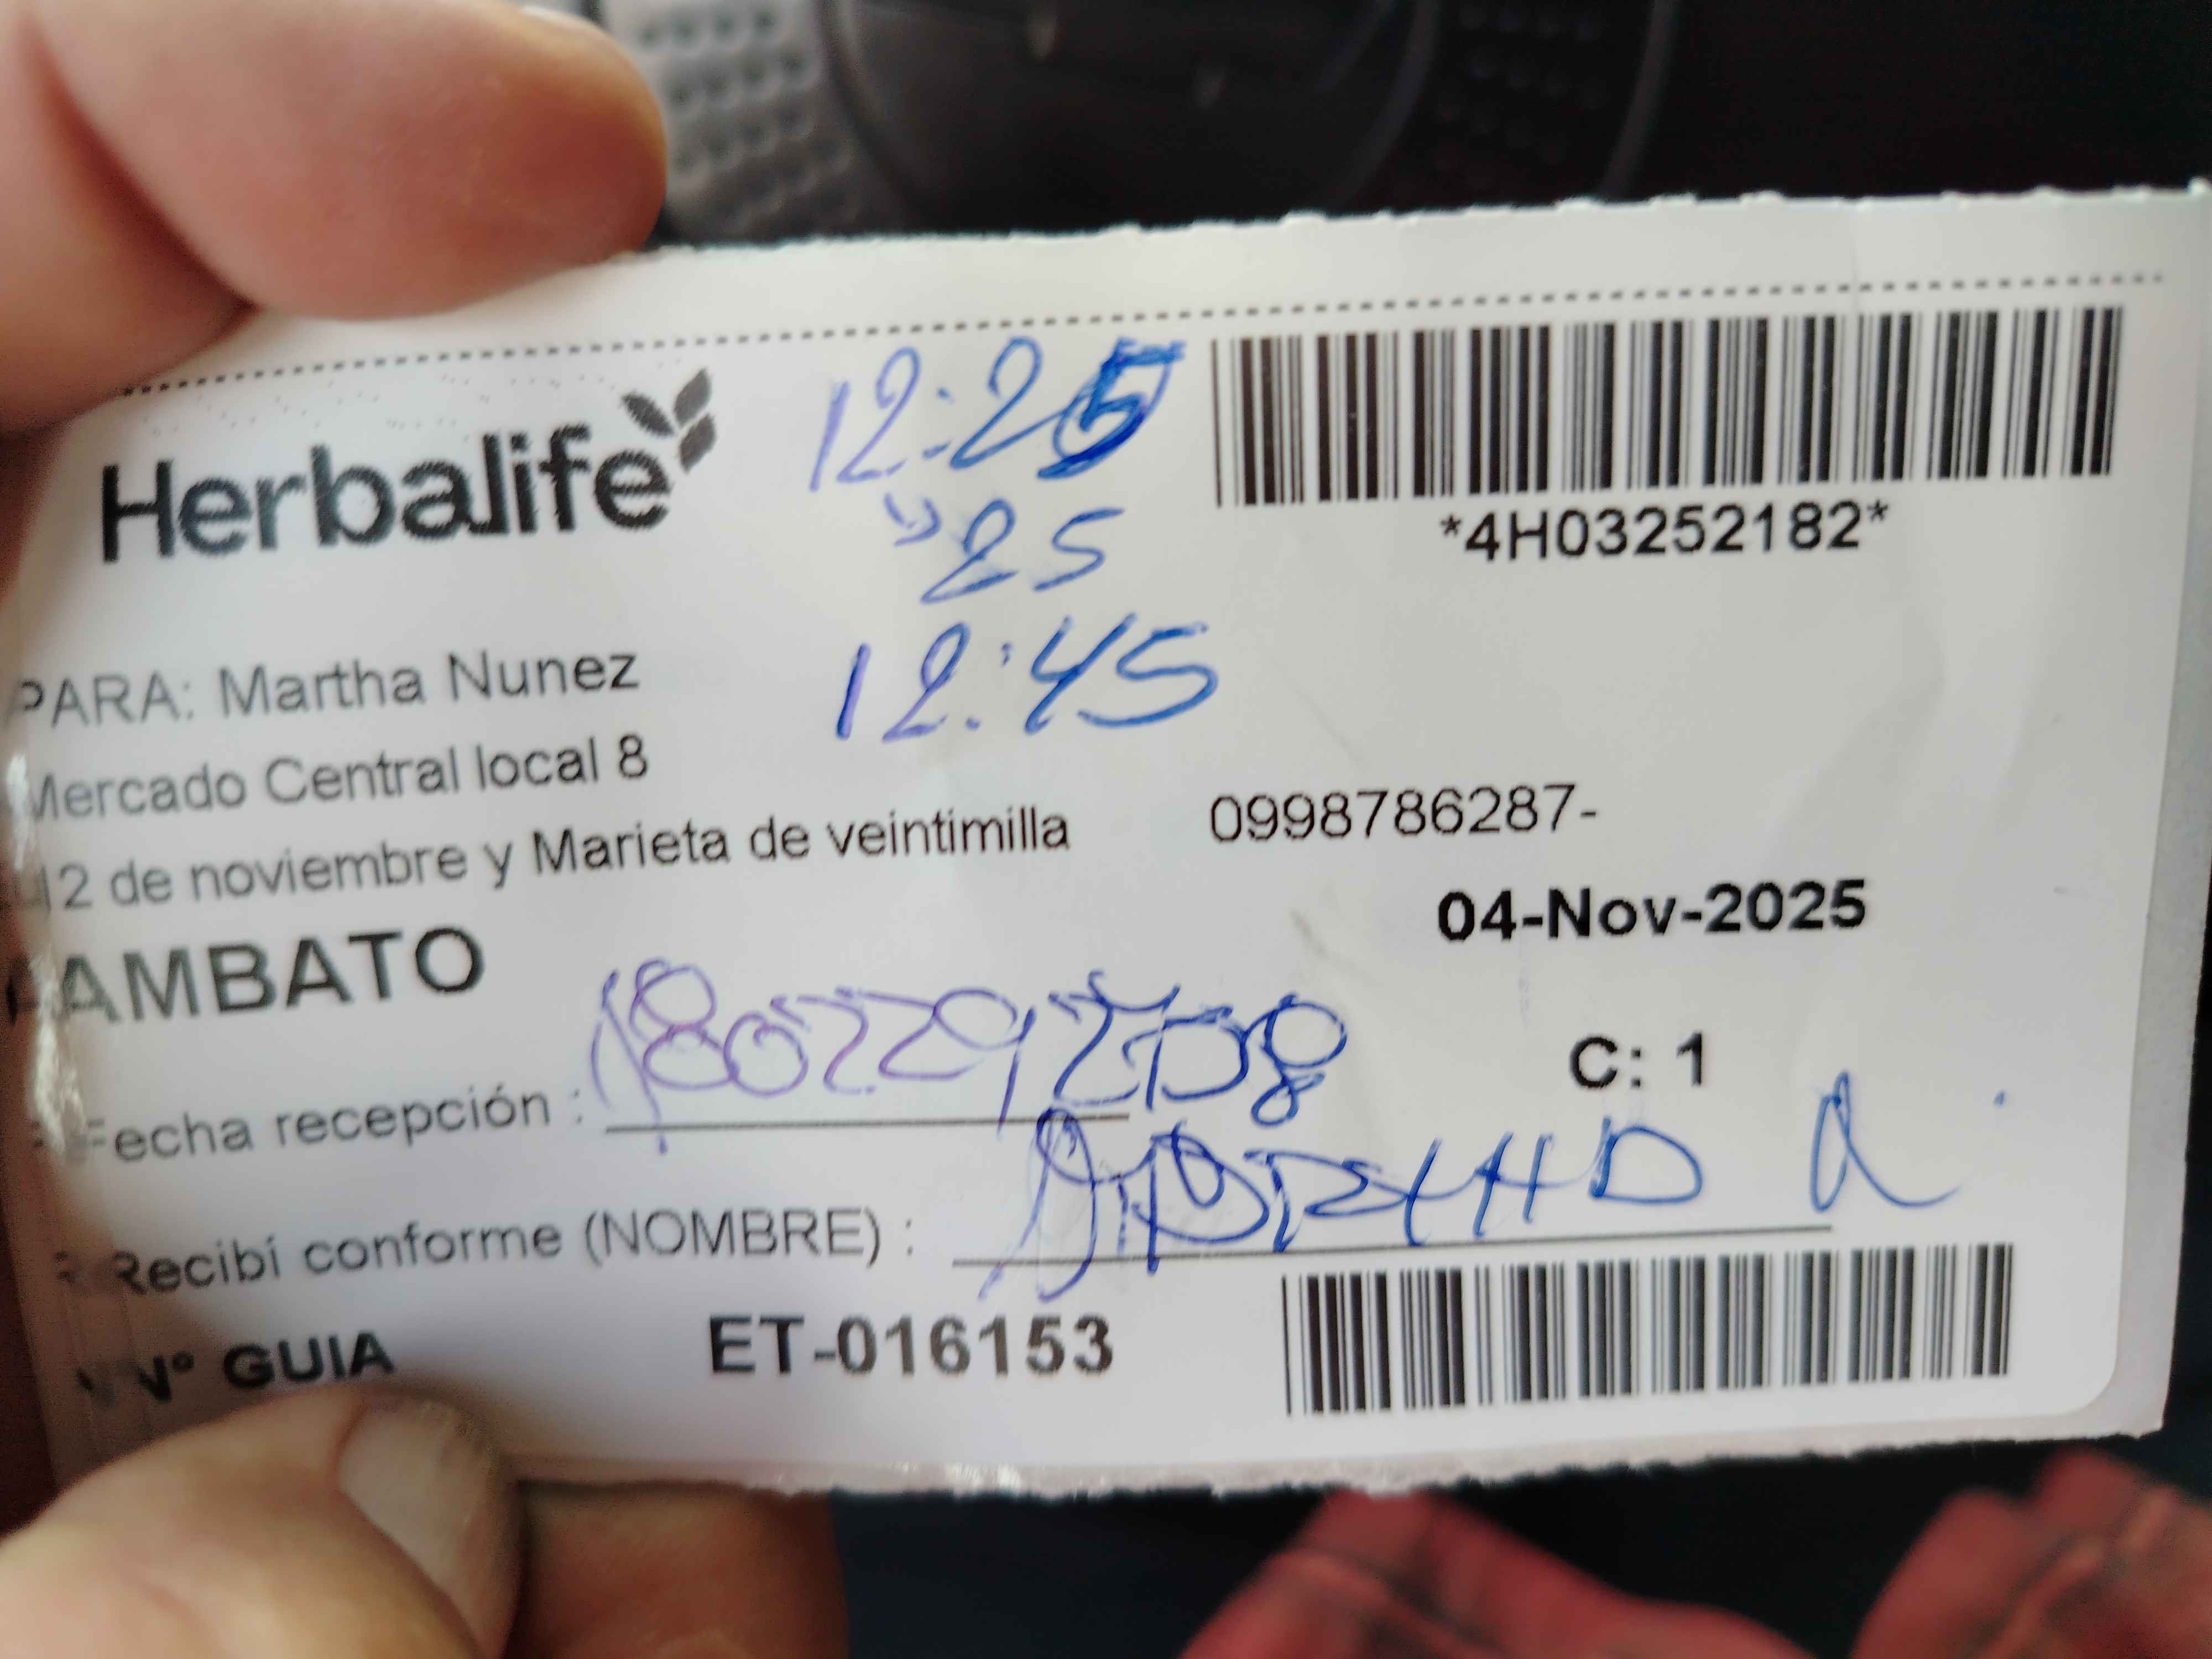 Herbalife
12:25
25
12:45
*4H03252182*
PARA: Martha Nunez
Mercado Central local 8
12 de noviembre y Marieta de veintimilla
0998786287-
04-Nov-2025
AMBATO
C: 1
Fecha recepción :
Recibí conforme (NOMBRE) :
N° GUIA
ET-016153